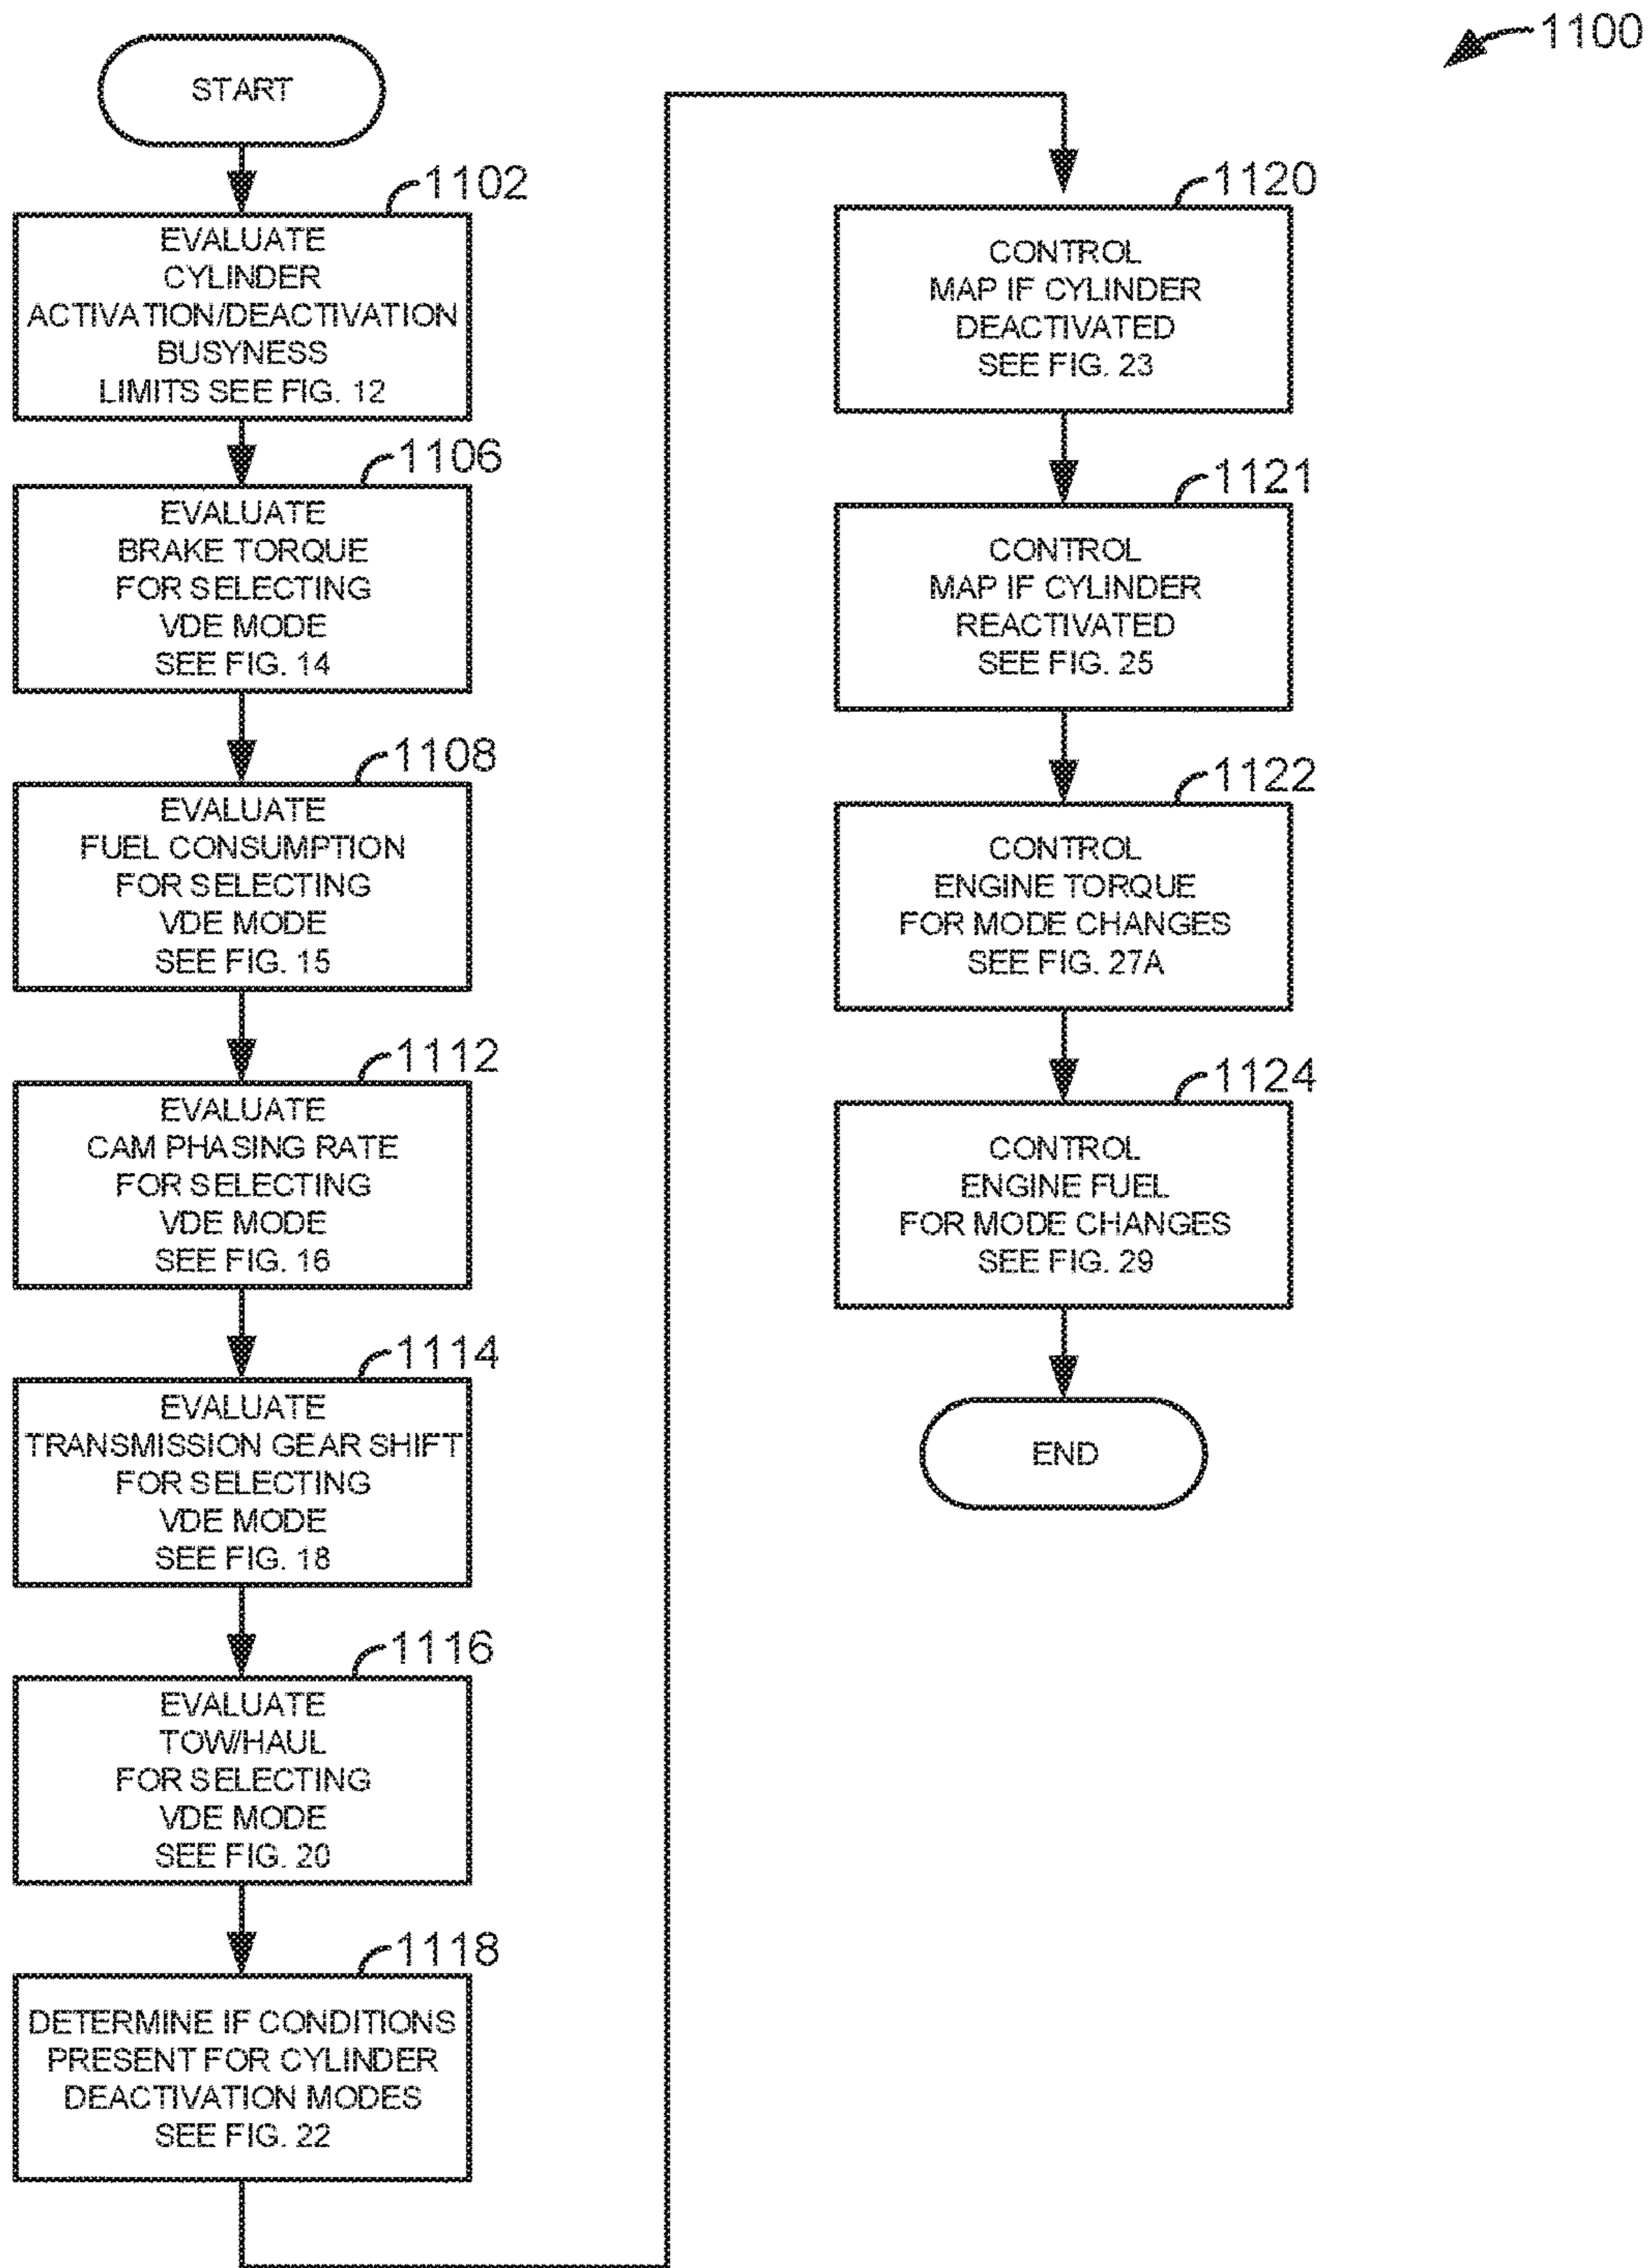 1100
START
1102
EVALUATE
CYLINDER
ACTIVATION/DEACTIVATION
BUSYNESS
LIMITS SEE FIG. 12
1106
EVALUATE
BRAKE TORQUE
FOR SELECTING
VDE MODE
SEE FIG. 14
1108
EVALUATE
FUEL CONSUMPTION
FOR SELECTING
VDE MODE
SEE FIG. 15
1112
EVALUATE
CAM PHASING RATE
FOR SELECTING
VDE MODE
SEE FIG. 16
1114
EVALUATE
TRANSMISSION GEAR SHIFT
FOR SELECTING
VDE MODE
SEE FIG. 18
1116
EVALUATE
TOW/HAUL
FOR SELECTING
VDE MODE
SEE FIG. 20
1118
DETERMINE IF CONDITIONS
PRESENT FOR CYLINDER
DEACTIVATION MODES
SEE FIG. 22
1120
CONTROL
MAP IF CYLINDER
DEACTIVATED
SEE FIG. 23
1121
CONTROL
MAP IF CYLINDER
REACTIVATED
SEE FIG. 25
1122
CONTROL
ENGINE TORQUE
FOR MODE CHANGES
SEE FIG. 27A
1124
CONTROL
ENGINE FUEL
FOR MODE CHANGES
SEE FIG. 29
END